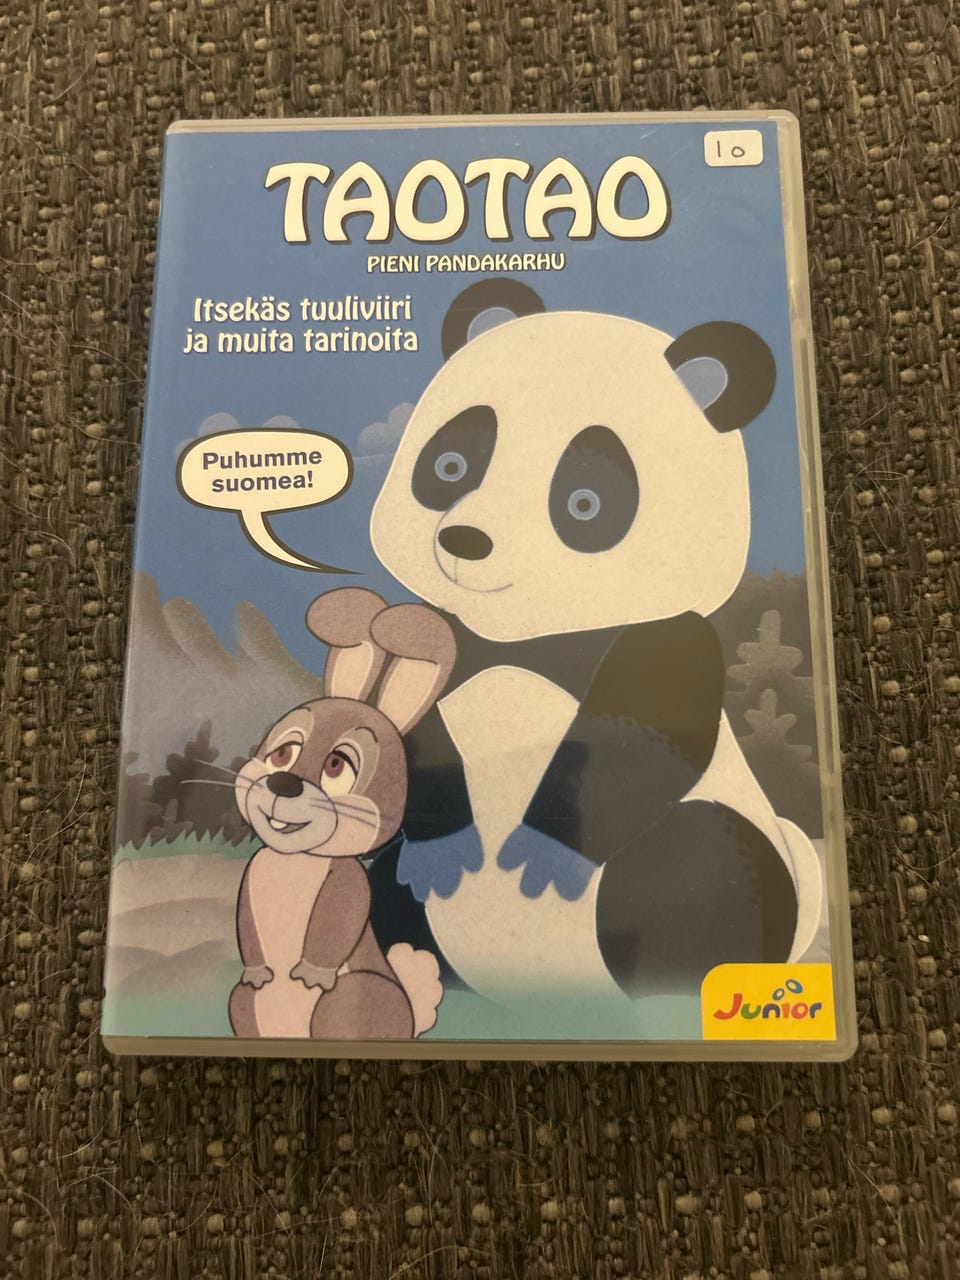 10
TAOTAO
PIENI PANDAKARHU
Itsekäs tuuliviiri
ja muita tarinoita
Puhumme
suomea!
Junior